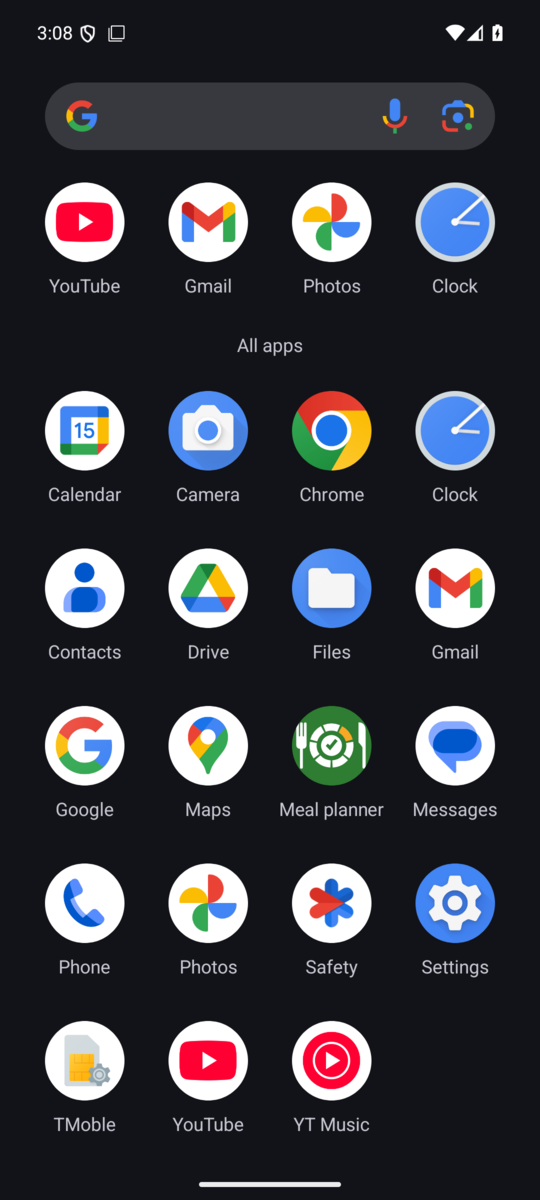 3:08
YouTube Gmail Photos Clock
All apps
15
Calendar Camera Chrome Clock
Contacts Drive Files Gmail
Google Maps Meal planner Messages
Phone Photos Safety Settings
TMoble YouTube YT Music